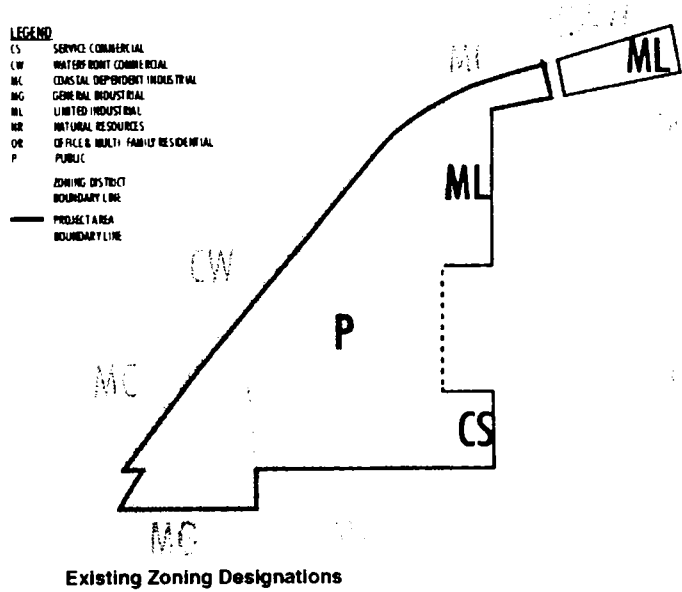 LEGEND
CS SERVICE COMMERCIAL
CW WATERFRONT COMMERCIAL
MC COASTAL DEPENDENT INDUSTRIAL
MG GENERAL INDUSTRIAL
ML LIMITED INDUSTRIAL
NR NATURAL RESOURCES
OR OFFICE & MULTI FAMILY RESIDENTIAL
P PUBLIC
ZONING DISTRICT
BOUNDARY LINE
PROJECT AREA
BOUNDARY LINE
ML
ML
CW
P
MC
CS
MG
Existing Zoning Designations